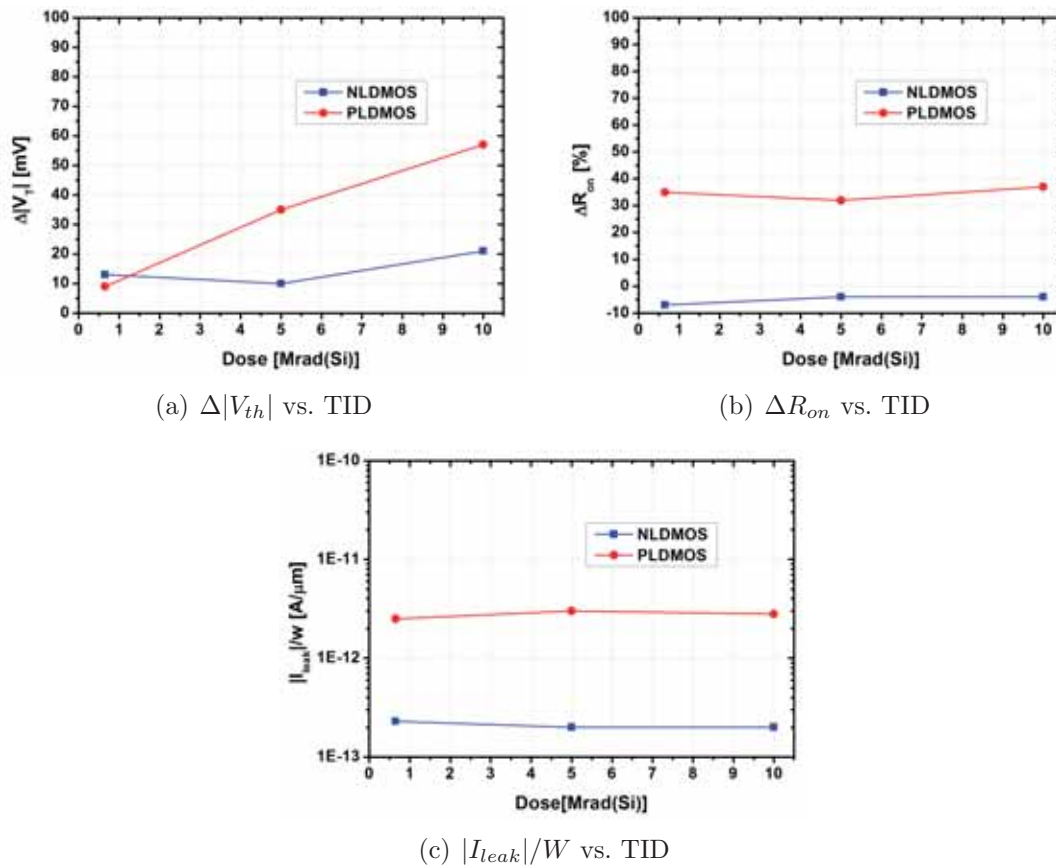 100
90
80
70
60
50
40
30
20
10
0
Δ|V_T| [mV]
NLDMOS
PLDMOS
0 1 2 3 4 5 6 7 8 9 10
Dose [Mrad(Si)]
(a) Δ|V_th| vs. TID
100
90
80
70
60
50
40
30
20
10
0
-10
ΔR_on [%]
NLDMOS
PLDMOS
0 1 2 3 4 5 6 7 8 9 10
Dose [Mrad(Si)]
(b) ΔR_on vs. TID
1E-10
1E-11
1E-12
1E-13
|I_leak|/w [A/μm]
NLDMOS
PLDMOS
0 1 2 3 4 5 6 7 8 9 10
Dose[Mrad(Si)]
(c) |I_leak|/W vs. TID